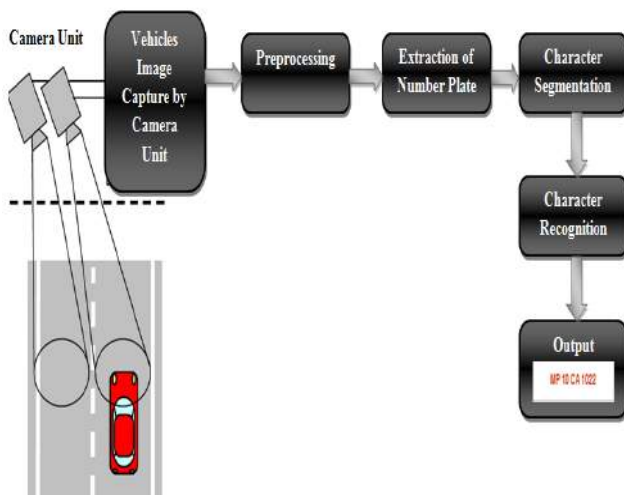 Camera Unit
Vehicles
Image
Capture by
Camera
Unit
Preprocessing
Extraction of
Number Plate
Character
Segmentation
Character
Recognition
Output
MP 10 CA 1022